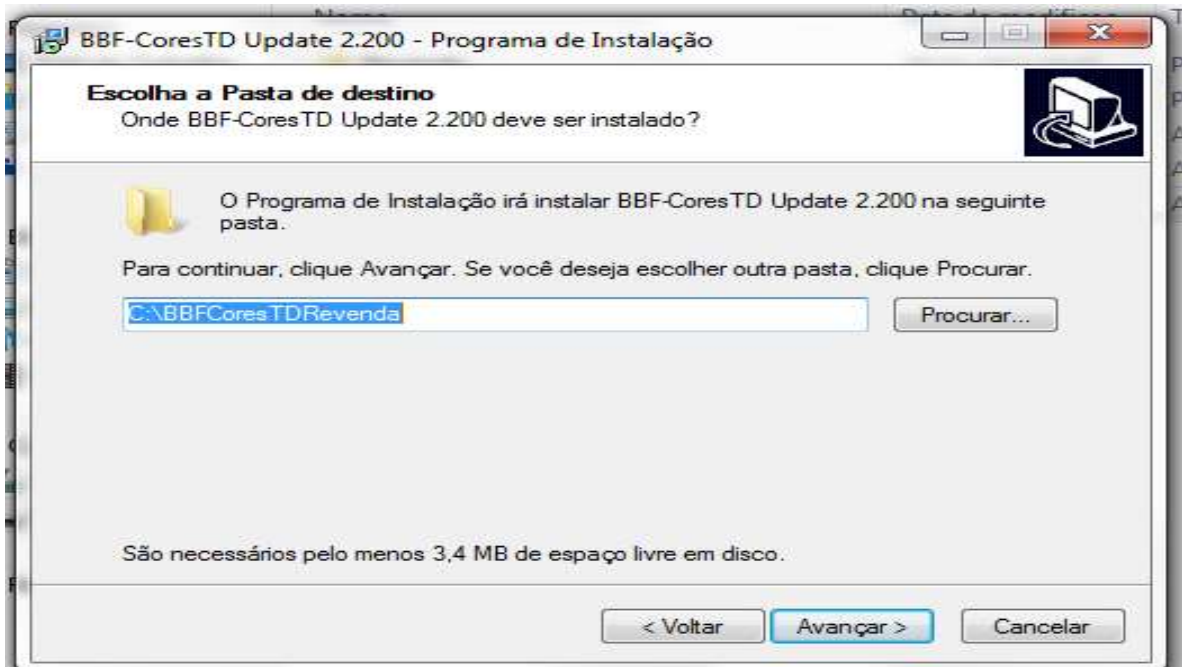 BBF-CoresTD Update 2.200 - Programa de Instalação
Escolha a Pasta de destino
Onde BBF-CoresTD Update 2.200 deve ser instalado?
O Programa de Instalação irá instalar BBF-CoresTD Update 2.200 na seguinte
pasta.
Para continuar, clique Avançar. Se você deseja escolher outra pasta, clique Procurar.
C:\BBFCoresTDRevenda
Procurar...
São necessários pelo menos 3,4 MB de espaço livre em disco.
< Voltar
Avançar >
Cancelar